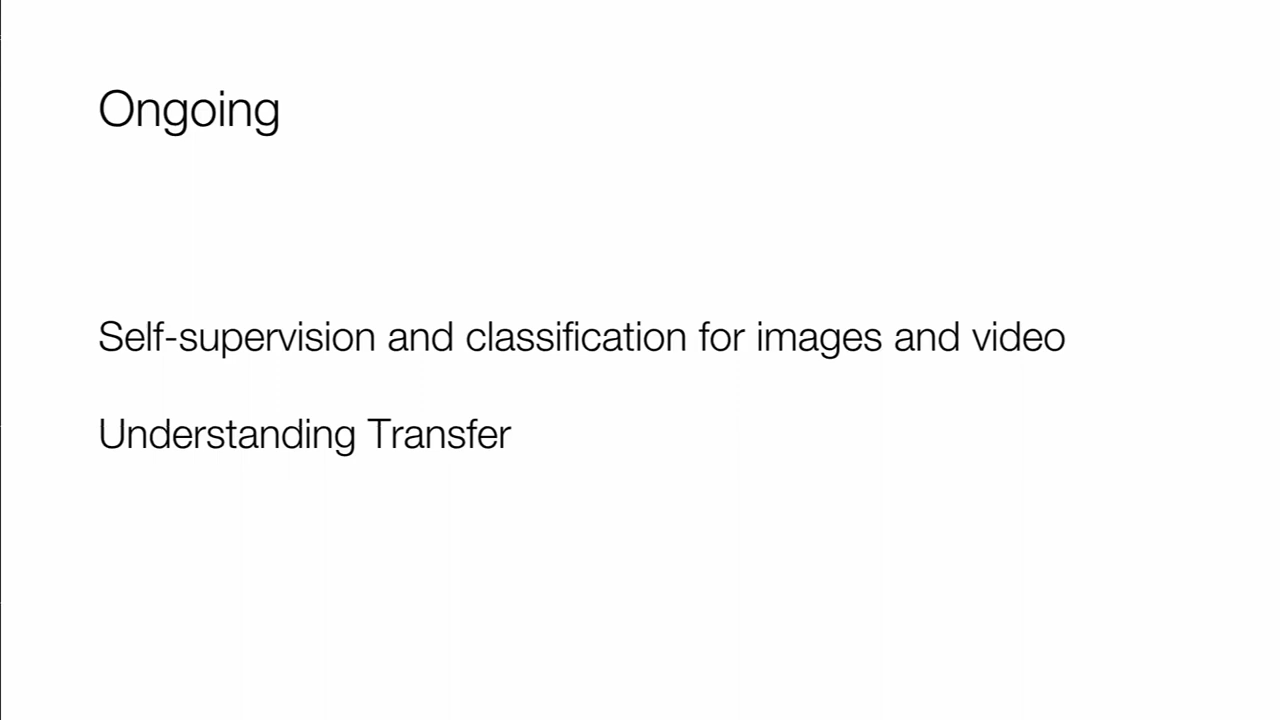 Ongoing
Self-supervision and classification for images and video
Understanding Transfer